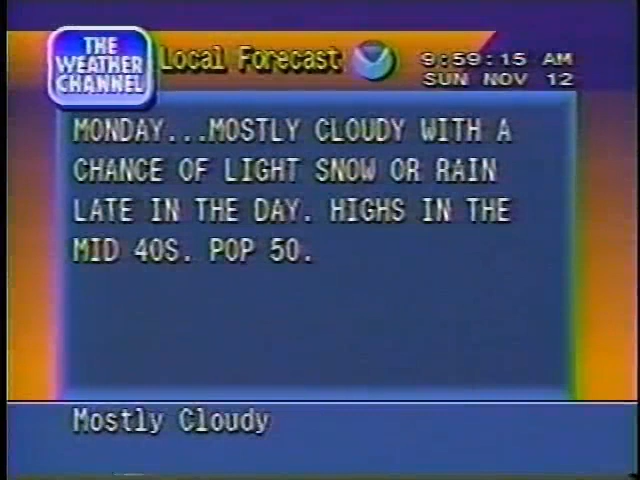 THE
WEATHER
CHANNEL
Local Forecast
9:59:15 AM
SUN NOV 12
MONDAY...MOSTLY CLOUDY WITH A
CHANCE OF LIGHT SNOW OR RAIN
LATE IN THE DAY. HIGHS IN THE
MID 40S. POP 50.
Mostly Cloudy